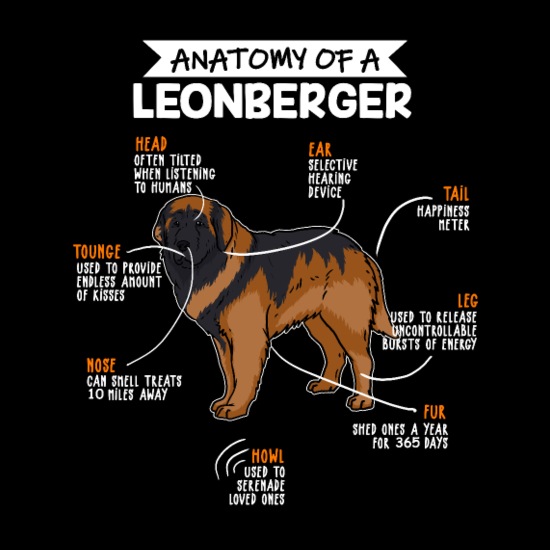 ANATOMY OF A
LEONBERGER
HEAD
OFTEN TILTED
WHEN LISTENING
TO HUMANS
EAR
SELECTIVE
HEARING
DEVICE
TAIL
HAPPINESS
METER
TOUNGE
USED TO PROVIDE
ENDLESS AMOUNT
OF KISSES
LEG
USED TO RELEASE
UNCONTROLLABLE
BURSTS OF ENERGY
NOSE
CAN SMELL TREATS
10 MILES AWAY
FUR
SHED ONES A YEAR
FOR 365 DAYS
HOWL
USED TO
SERENADE
LOVED ONES